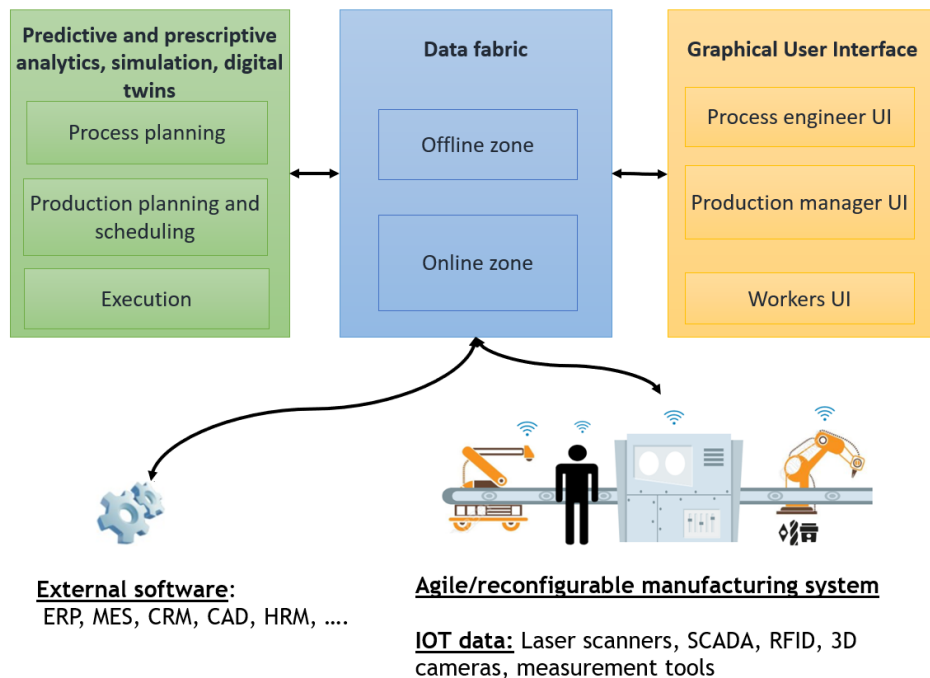 Predictive and prescriptive
analytics, simulation, digital
twins
Process planning
Production planning and
scheduling
Execution
Data fabric
Offline zone
Online zone
Graphical User Interface
Process engineer UI
Production manager UI
Workers UI
External software:
ERP, MES, CRM, CAD, HRM, ....
Agile/reconfigurable manufacturing system
IOT data: Laser scanners, SCADA, RFID, 3D
cameras, measurement tools